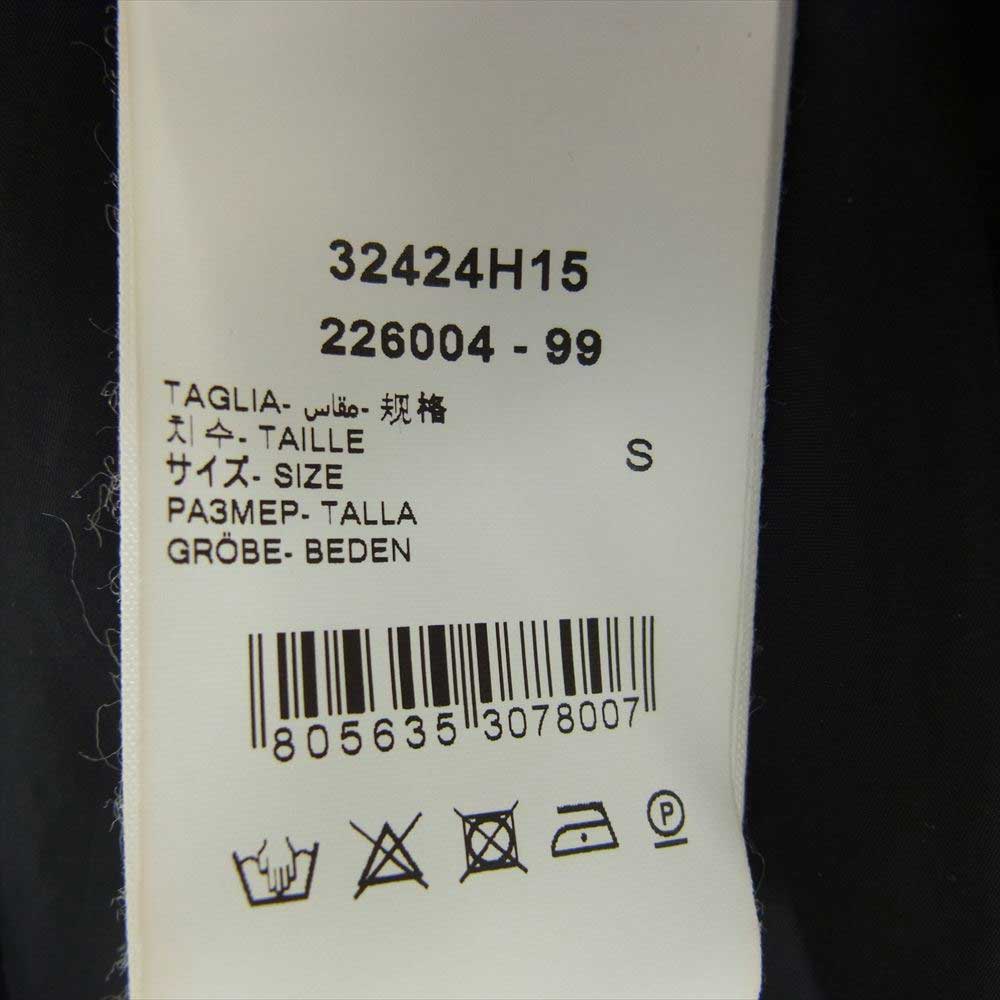 32424H15
226004 - 99
TAGLIA- مقاس- 规格
치 수- TAILLE
サイズ- SIZE
S
РАЗМЕР- TALLA
GRÖBE- BEDEN
805635 3078007
P